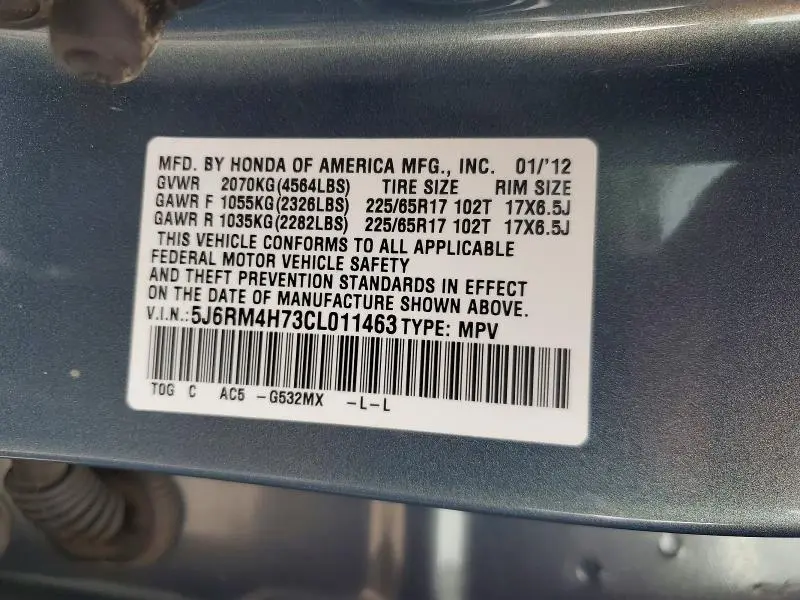 MFD. BY HONDA OF AMERICA MFG., INC. 01/'12
GVWR 2070KG(4564LBS) TIRE SIZE RIM SIZE
GAWR F 1055KG(2326LBS) 225/65R17 102T 17X6.5J
GAWR R 1035KG(2282LBS) 225/65R17 102T 17X6.5J
THIS VEHICLE CONFORMS TO ALL APPLICABLE
FEDERAL MOTOR VEHICLE SAFETY
AND THEFT PREVENTION STANDARDS IN EFFECT
ON THE DATE OF MANUFACTURE SHOWN ABOVE.
V.I.N.:5J6RM4H73CL011463 TYPE: MPV
TOG C AC5 -G532MX -L-L